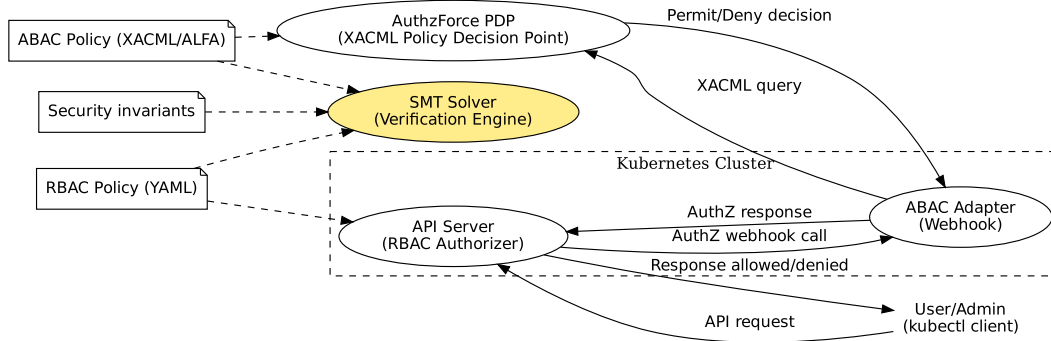 AuthzForce PDP
(XACML Policy Decision Point)
Permit/Deny decision
ABAC Policy (XACML/ALFA)
XACML query
SMT Solver
(Verification Engine)
Security invariants
Kubernetes Cluster
RBAC Policy (YAML)
ABAC Adapter
(Webhook)
AuthZ response
API Server
(RBAC Authorizer)
AuthZ webhook call
Response allowed/denied
User/Admin
(kubectl client)
API request